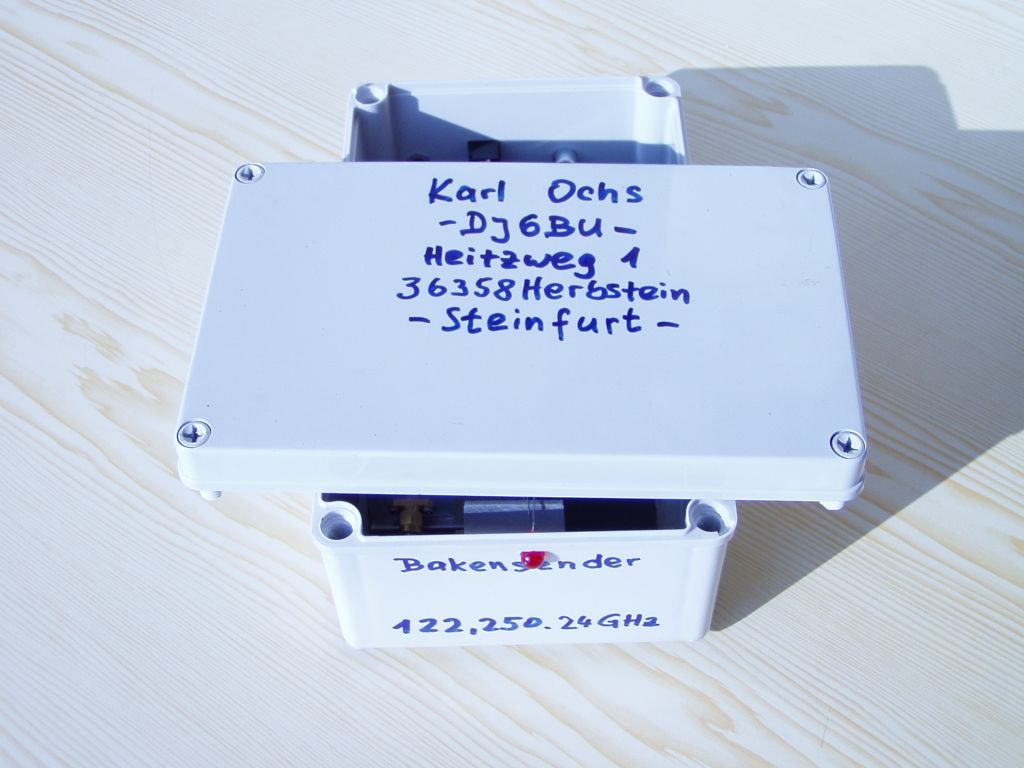 Karl Ochs
-DJ6BU-
Heitzweg 1
36358 Herbstein
-Steinfurt-
Bakensender
122,250.24GHz